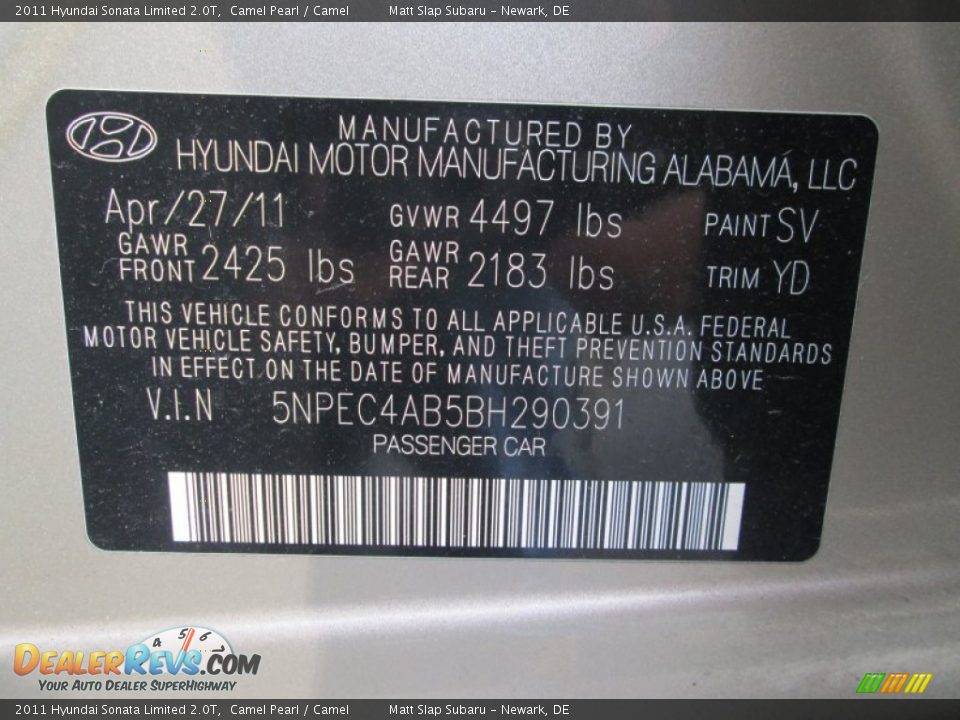 2011 Hyundai Sonata Limited 2.0T, Camel Pearl / Camel Matt Slap Subaru - Newark, DE
MANUFACTURED BY
HYUNDAI MOTOR MANUFACTURING ALABAMA, LLC
Apr/27/11 GVWR 4497 lbs PAINT SV
GAWR FRONT 2425 lbs GAWR REAR 2183 lbs TRIM YD
THIS VEHICLE CONFORMS TO ALL APPLICABLE U.S.A. FEDERAL
MOTOR VEHICLE SAFETY, BUMPER, AND THEFT PREVENTION STANDARDS
IN EFFECT ON THE DATE OF MANUFACTURE SHOWN ABOVE
V.I.N 5NPEC4AB5BH290391
PASSENGER CAR
4 5 6 7
DEALERREVS.COM
YOUR AUTO DEALER SUPERHIGHWAY
2011 Hyundai Sonata Limited 2.0T, Camel Pearl / Camel Matt Slap Subaru - Newark, DE